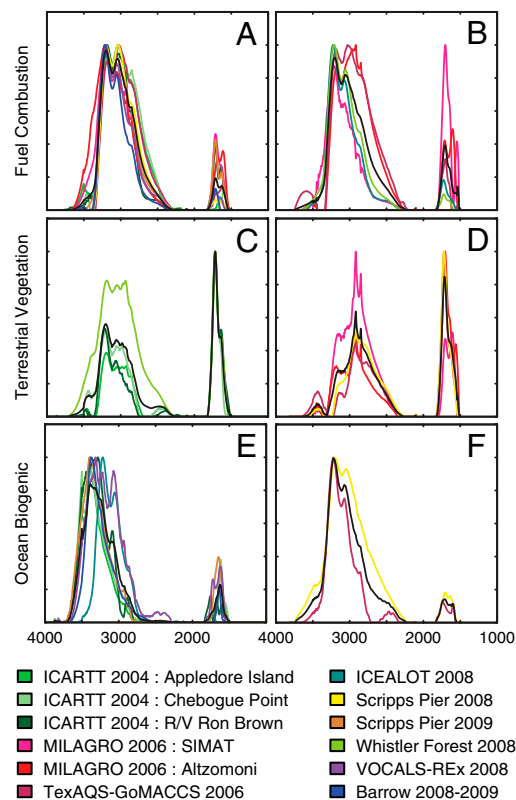 A
B
Fuel Combustion
C
D
Terrestrial Vegetation
E
F
Ocean Biogenic
4000 3000 2000 4000 3000 2000 1000
ICARTT 2004 : Appledore Island
ICARTT 2004 : Chebogue Point
ICARTT 2004 : R/V Ron Brown
MILAGRO 2006 : SIMAT
MILAGRO 2006 : Altzomoni
TexAQS-GoMACCS 2006
ICEALOT 2008
Scripps Pier 2008
Scripps Pier 2009
Whistler Forest 2008
VOCALS-REx 2008
Barrow 2008-2009